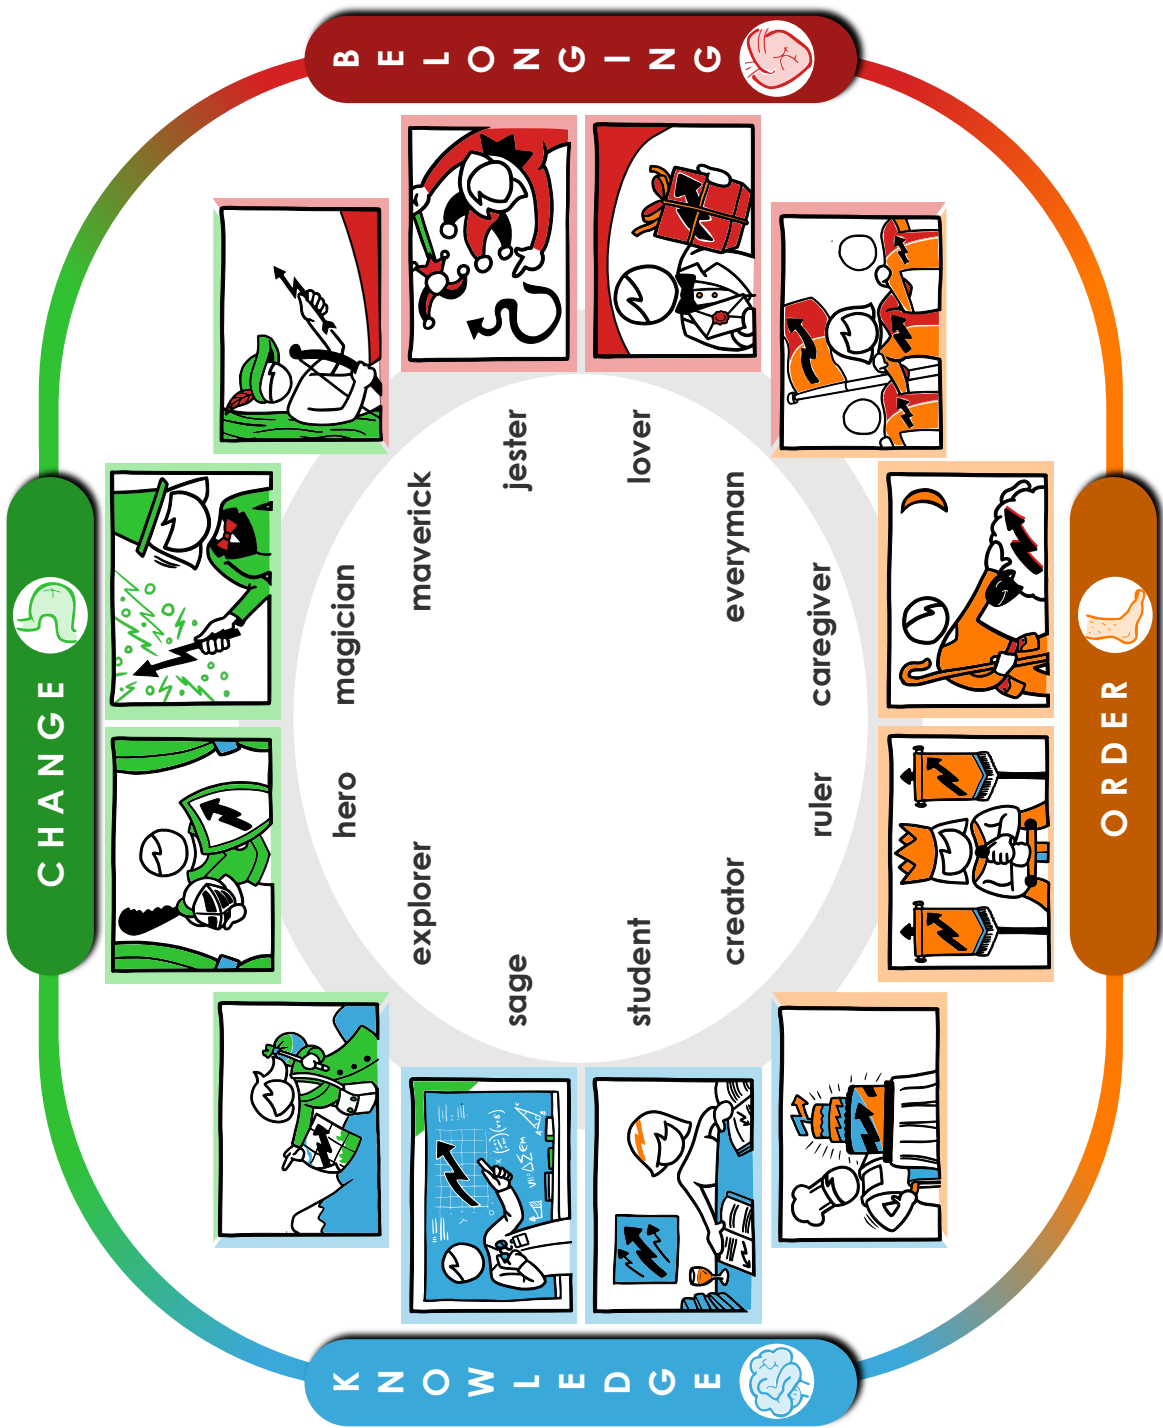 CHANGE
hero
magician
explorer
maverick
KNOWLEDGE
sage
jester
BELONGING
student
lover
creator
everyman
ruler
caregiver
ORDER